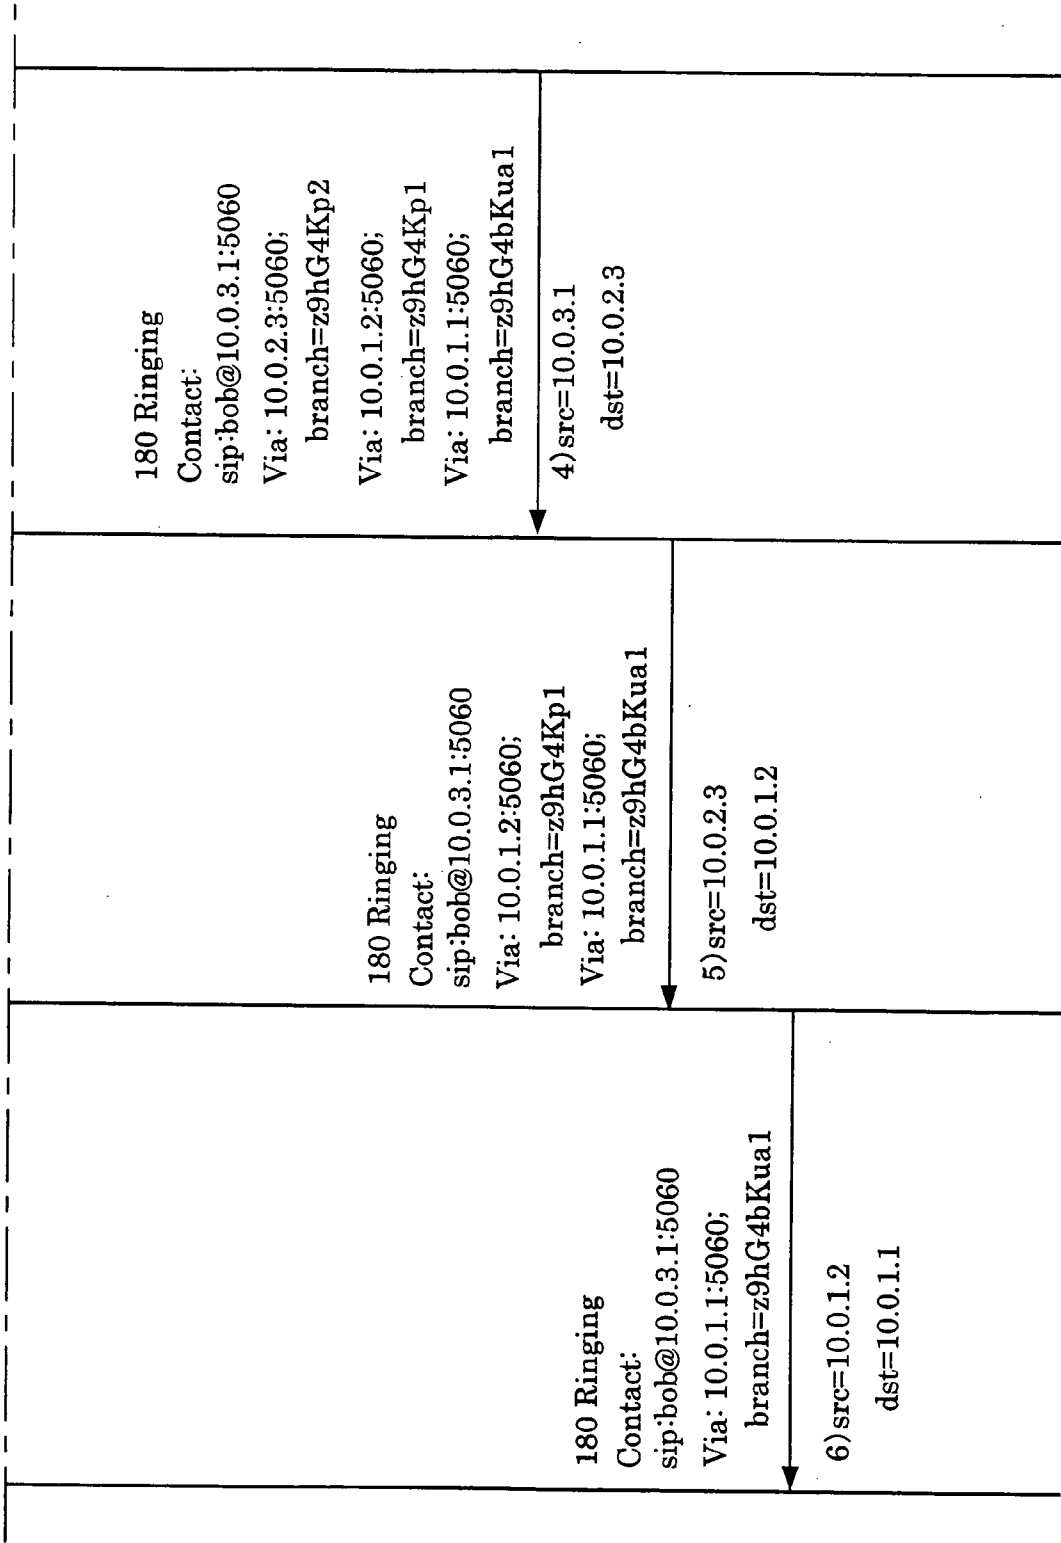 180 Ringing
Contact:
sip:bob@10.0.3.1:5060
Via: 10.0.2.3:5060;
branch=z9hG4Kp2
Via: 10.0.1.2:5060;
branch=z9hG4Kp1
Via: 10.0.1.1:5060;
branch=z9hG4bKua1
4)src=10.0.3.1
dst=10.0.2.3
180 Ringing
Contact:
sip:bob@10.0.3.1:5060
Via: 10.0.1.2:5060;
branch=z9hG4Kp1
Via: 10.0.1.1:5060;
branch=z9hG4bKua1
5)src=10.0.2.3
dst=10.0.1.2
180 Ringing
Contact:
sip:bob@10.0.3.1:5060
Via: 10.0.1.1:5060;
branch=z9hG4bKua1
6)src=10.0.1.2
dst=10.0.1.1